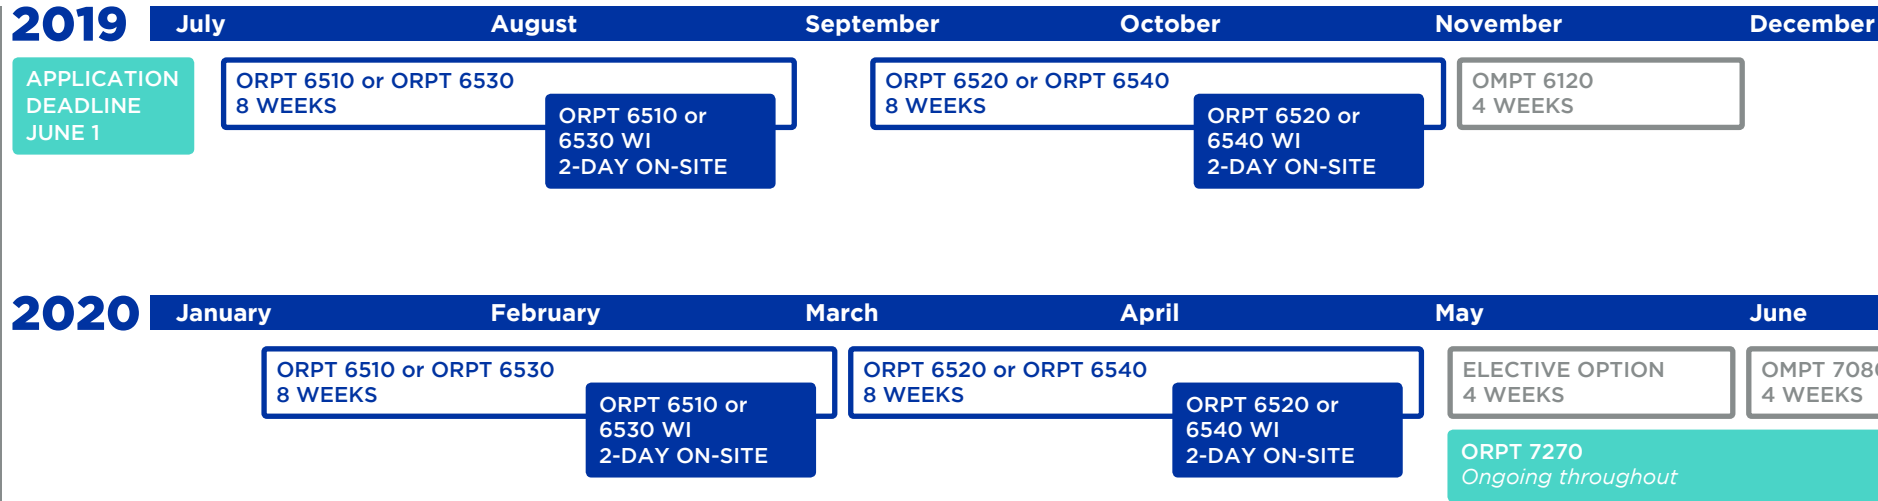 2019 July August September October November December
APPLICATION
DEADLINE
JUNE 1
ORPT 6510 or ORPT 6530
8 WEEKS
ORPT 6510 or
6530 WI
2-DAY ON-SITE
ORPT 6520 or ORPT 6540
8 WEEKS
ORPT 6520 or
6540 WI
2-DAY ON-SITE
OMPT 6120
4 WEEKS
2020 January February March April May June
ORPT 6510 or ORPT 6530
8 WEEKS
ORPT 6510 or
6530 WI
2-DAY ON-SITE
ORPT 6520 or ORPT 6540
8 WEEKS
ORPT 6520 or
6540 WI
2-DAY ON-SITE
ELECTIVE OPTION
4 WEEKS
OMPT 7080
4 WEEKS
ORPT 7270
Ongoing throughout